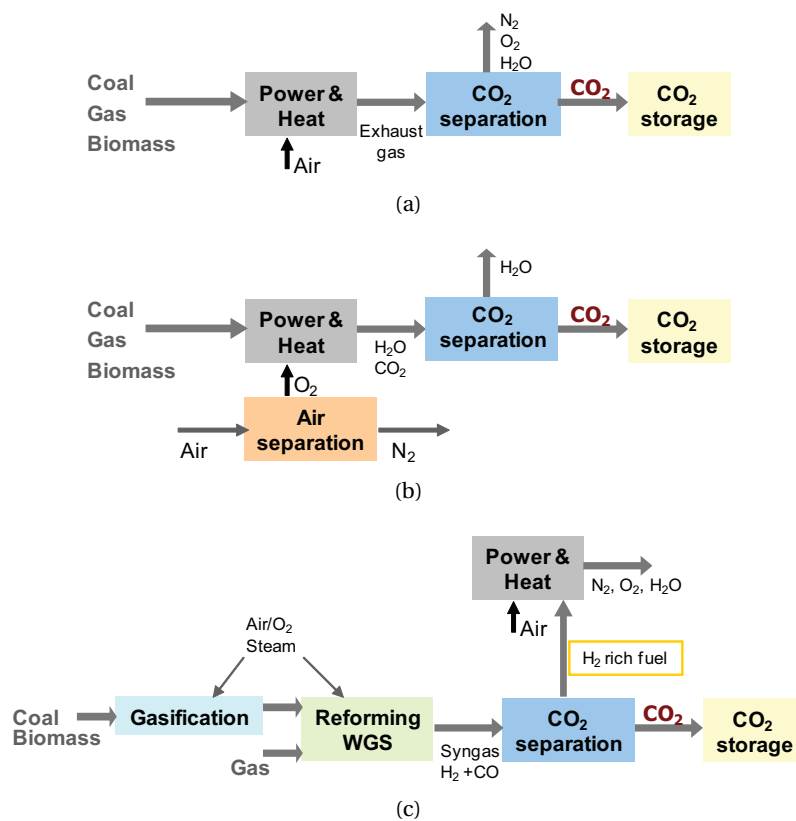 N₂
O₂
H₂O
Coal
Gas
Biomass
Power &
Heat
Exhaust
gas
Air
CO₂
separation
CO₂
CO₂
storage
(a)
H₂O
Coal
Gas
Biomass
Power &
Heat
H₂O
CO₂
CO₂
separation
CO₂
CO₂
storage
O₂
Air
Air
separation
N₂
(b)
Power &
Heat
N₂, O₂, H₂O
Air
H₂ rich fuel
Air/O₂
Steam
Coal
Biomass
Gasification
Gas
Reforming
WGS
Syngas
H₂ +CO
CO₂
separation
CO₂
CO₂
storage
(c)